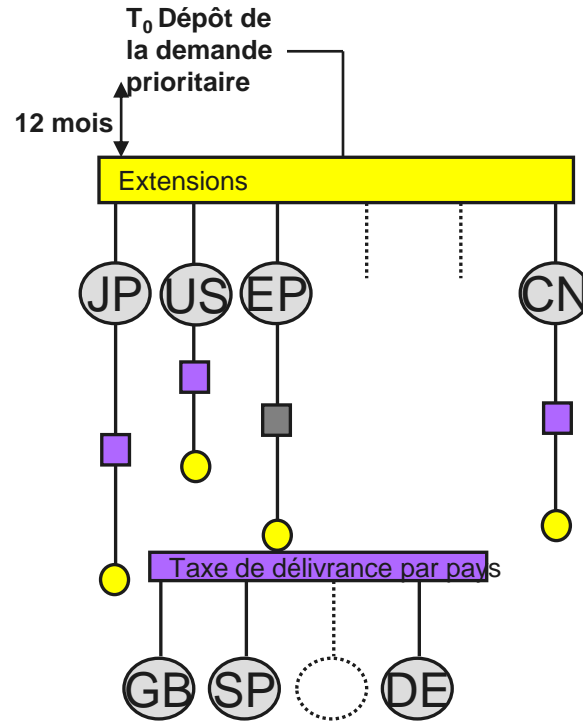 T₀ Dépôt de
la demande
prioritaire
12 mois
Extensions
JP US EP CN
Taxe de délivrance par pays
GB SP DE